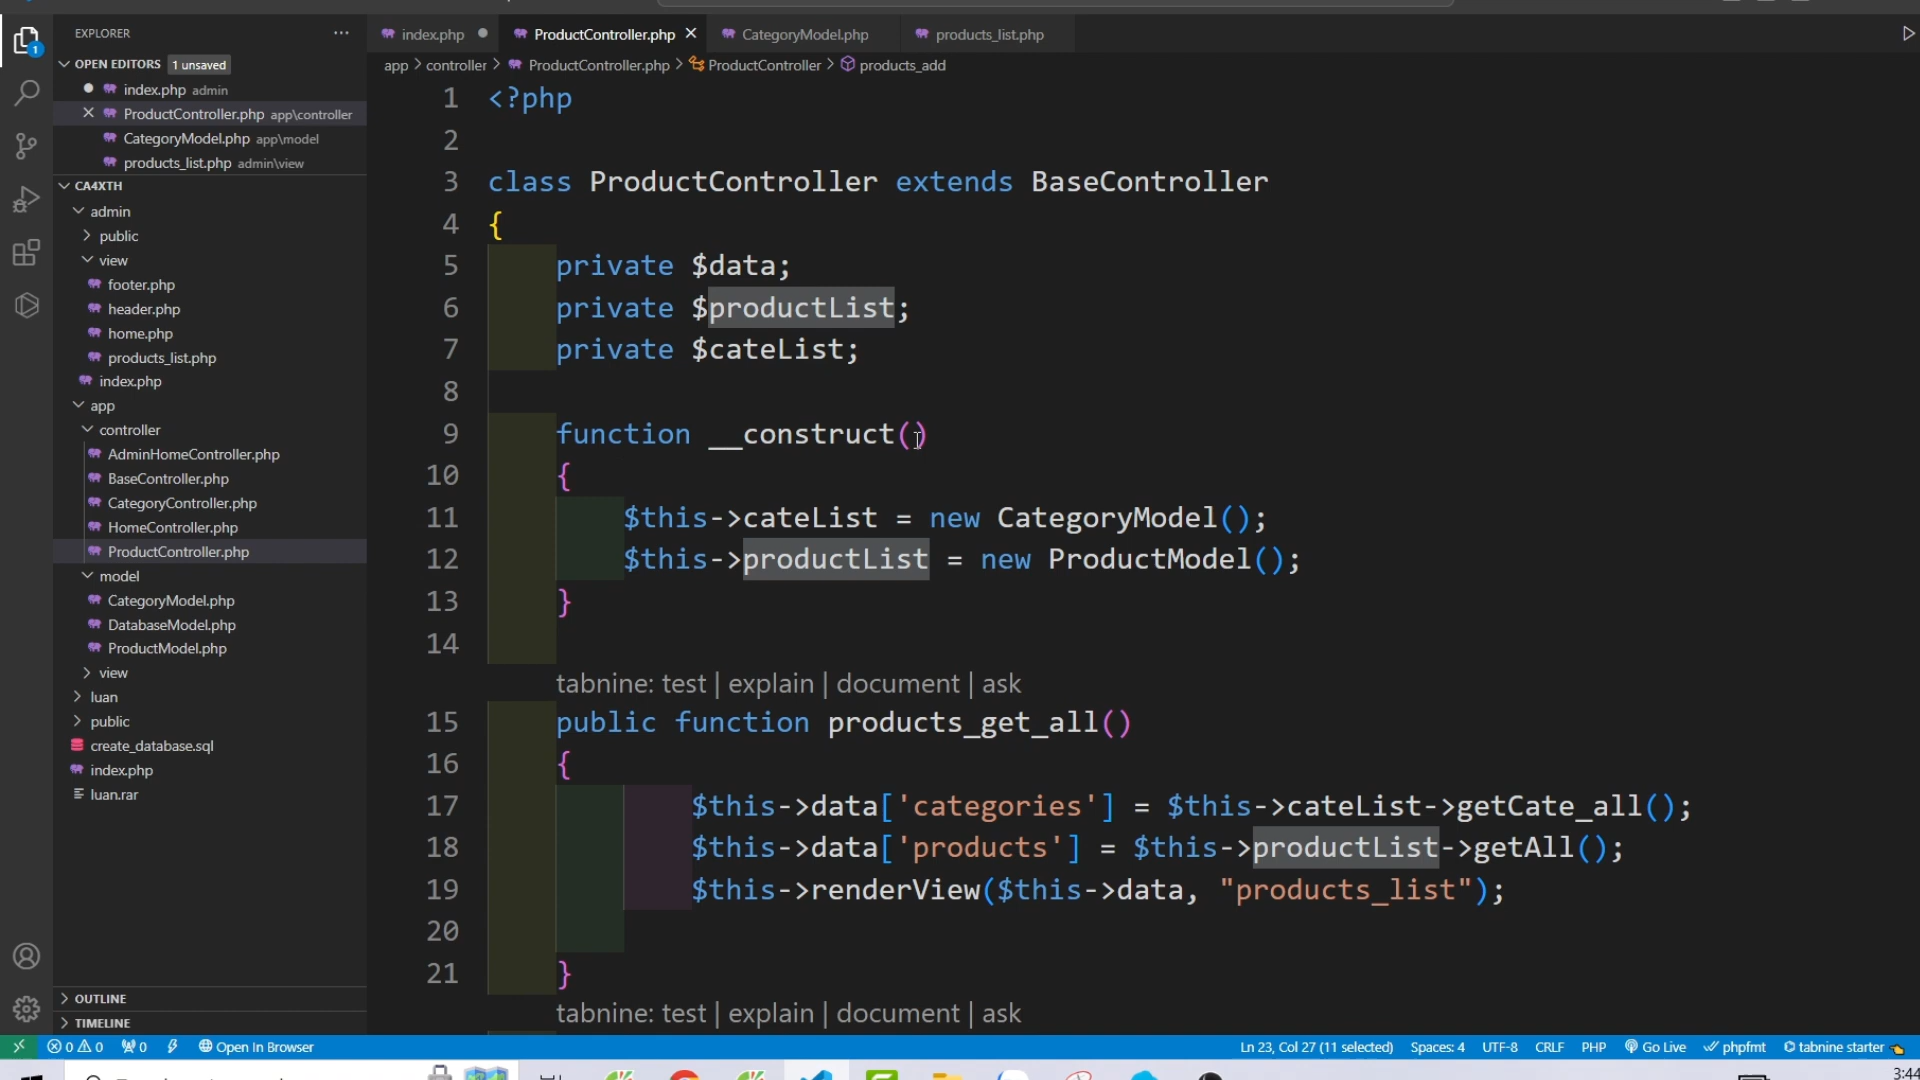 EXPLORER
OPEN EDITORS 1 unsaved
index.php admin
ProductController.php app\controller
CategoryModel.php app\model
products_list.php admin\view
CA4XTH
admin
public
view
footer.php
header.php
home.php
products_list.php
index.php
app
controller
AdminHomeController.php
BaseController.php
CategoryController.php
HomeController.php
ProductController.php
model
CategoryModel.php
DatabaseModel.php
ProductModel.php
view
luan
public
create_database.sql
index.php
luan.rar
OUTLINE
TIMELINE
1
index.php ProductController.php CategoryModel.php products_list.php
app > controller > ProductController.php > ProductController > products_add
1 <?php
2
3 class ProductController extends BaseController
4 {
5 private $data;
6 private $productList;
7 private $cateList;
8
9 function __construct()
10 {
11 $this->cateList = new CategoryModel();
12 $this->productList = new ProductModel();
13 }
14
tabnine: test | explain | document | ask
15 public function products_get_all()
16 {
17 $this->data['categories'] = $this->cateList->getCate_all();
18 $this->data['products'] = $this->productList->getAll();
19 $this->renderView($this->data, "products_list");
20
21 }
tabnine: test | explain | document | ask
0 0 0 Open In Browser Ln 23, Col 27 (11 selected) Spaces: 4 UTF-8 CRLF PHP Go Live phpfmt tabnine starter
3:44